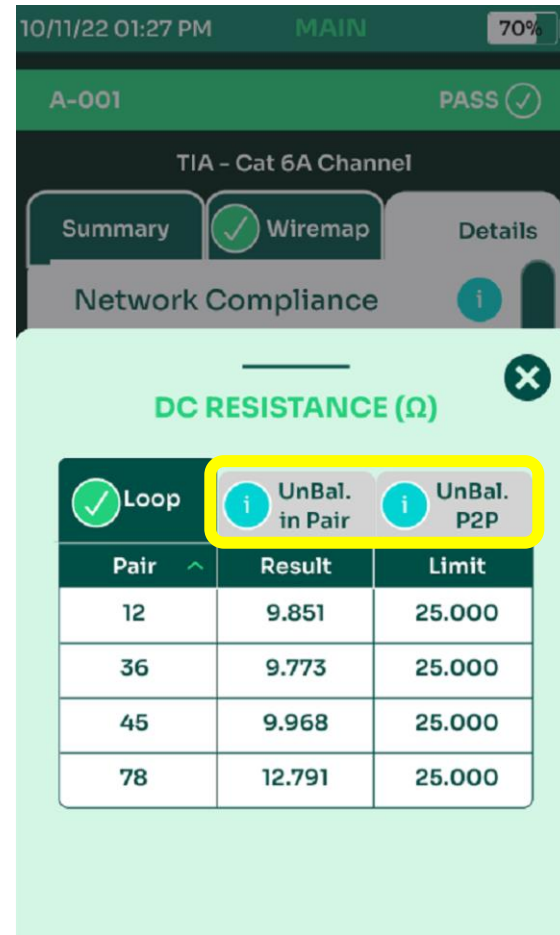 10/11/22 01:27 PM MAIN 70%
A-001 PASS
TIA - Cat 6A Channel
Summary Wiremap Details
Network Compliance i
DC RESISTANCE (Ω)
Loop i UnBal. in Pair i UnBal. P2P
Pair Result Limit
12 9.851 25.000
36 9.773 25.000
45 9.968 25.000
78 12.791 25.000